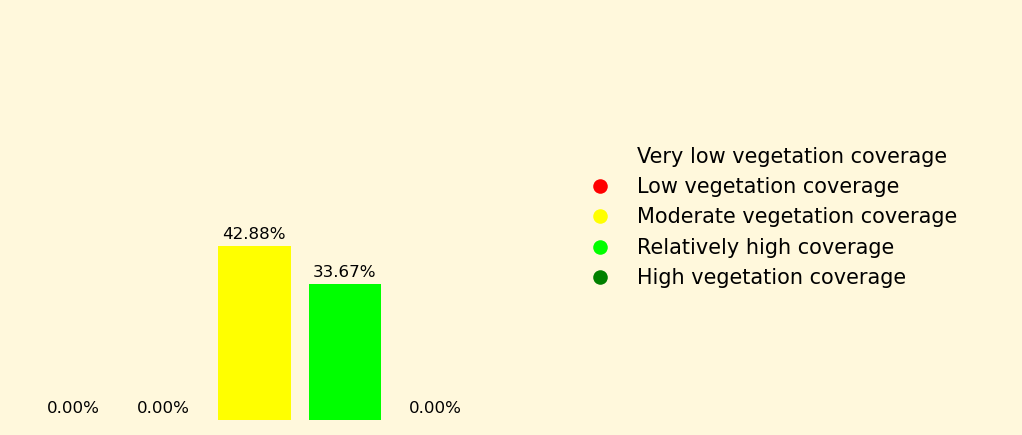 42.88%
33.67%
0.00%
0.00%
0.00%
Very low vegetation coverage
Low vegetation coverage
Moderate vegetation coverage
Relatively high coverage
High vegetation coverage